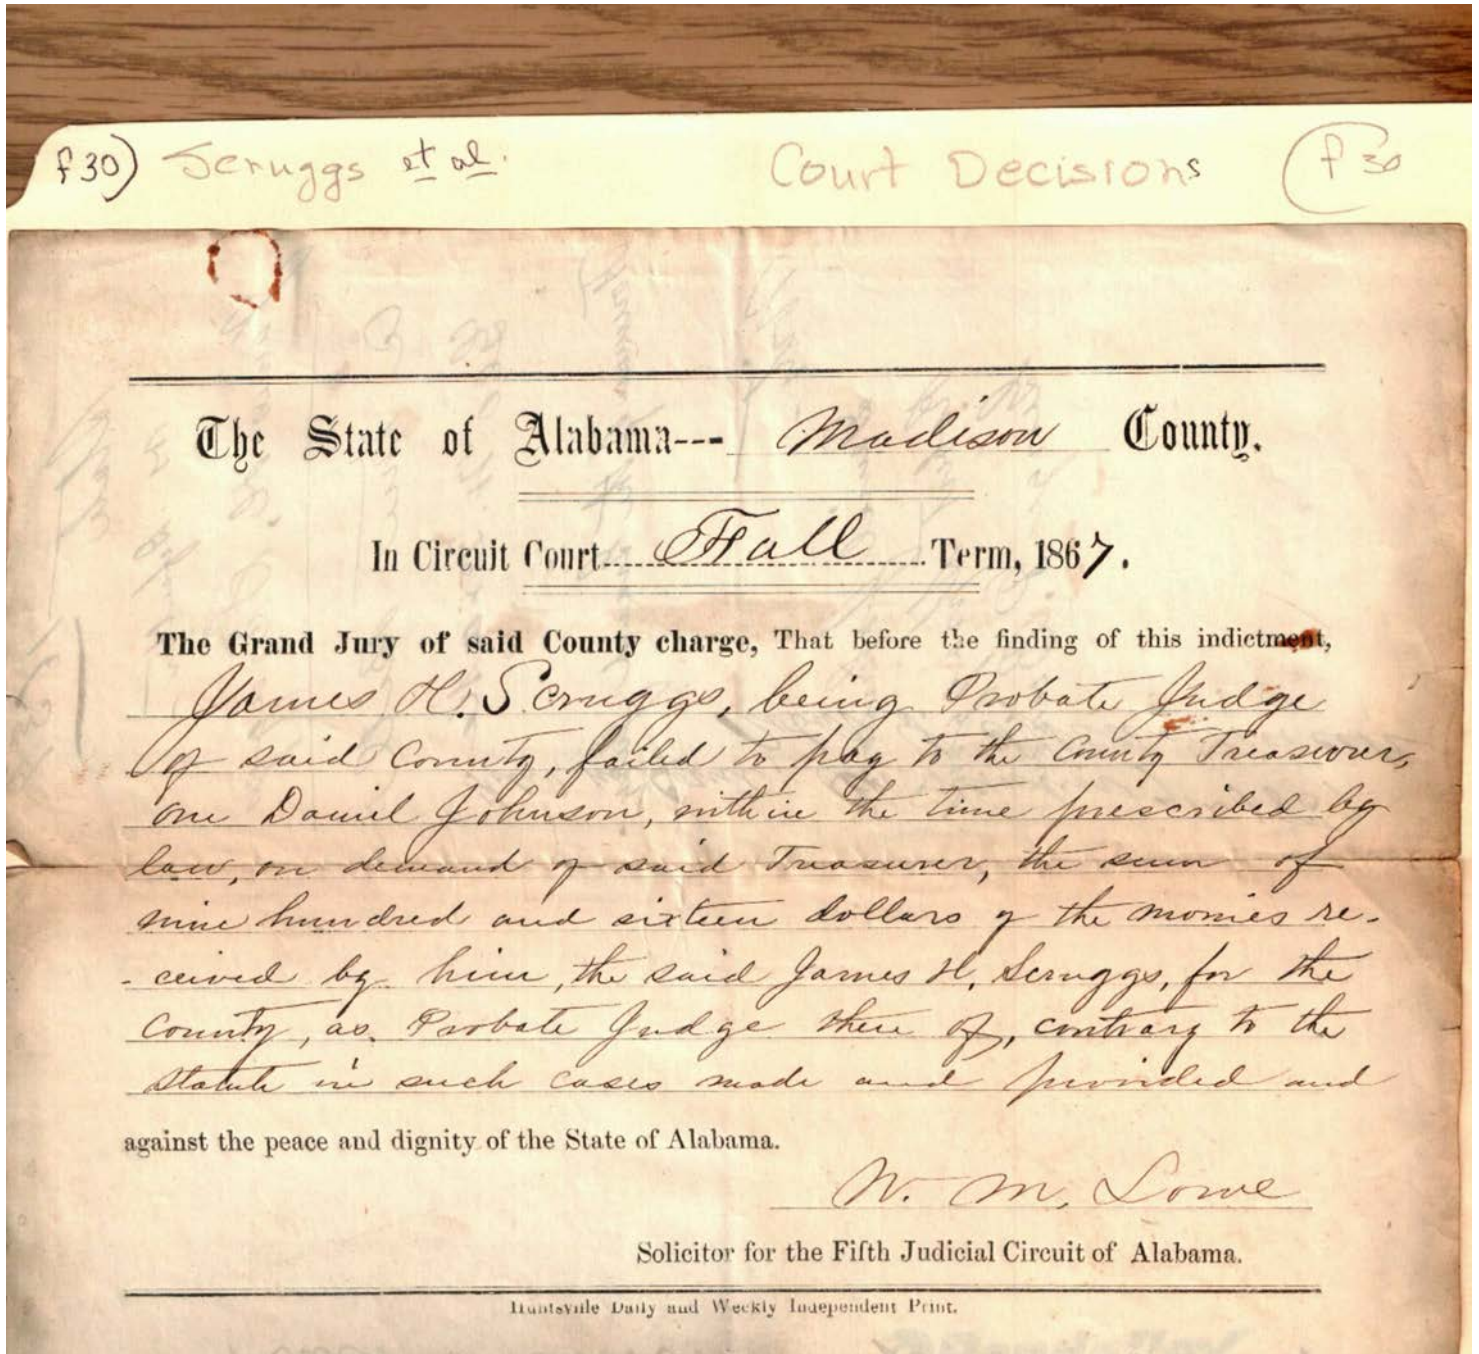 f30) Scruggs et al. Court Decisions f30
The State of Alabama--- Madison County.
In Circuit Court Fall Term, 1867.
The Grand Jury of said County charge, That before the finding of this indictment,
James H. Scruggs, being Probate Judge
of said County, failed to pay to the County Treasurer,
one Daniel Johnson, within the time prescribed by
law, on demand of said Treasurer, the sum of
nine hundred and sixteen dollars of the monies re-
-ceived by him, the said James H. Scruggs, for the
County, as Probate Judge there of, contrary to the
statute in such cases made and provided and
against the peace and dignity of the State of Alabama.
W. M. Lowe
Solicitor for the Fifth Judicial Circuit of Alabama.
Huntsville Daily and Weekly Independent Print.